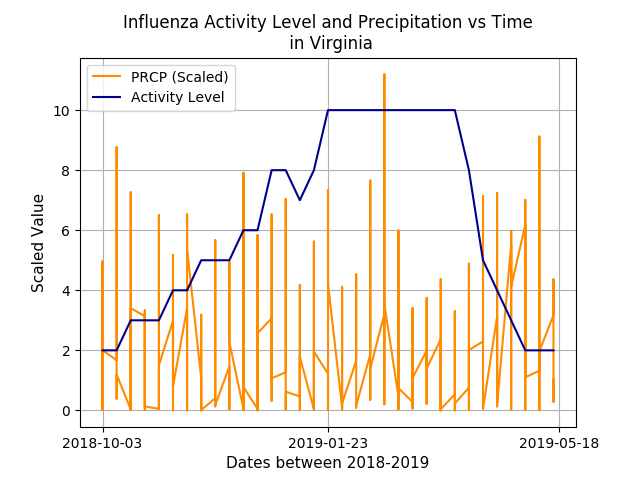 Influenza Activity Level and Precipitation vs Time
in Virginia
PRCP (Scaled)
Activity Level
10
8
6
4
2
0
Scaled Value
2018-10-03
2019-01-23
2019-05-18
Dates between 2018-2019